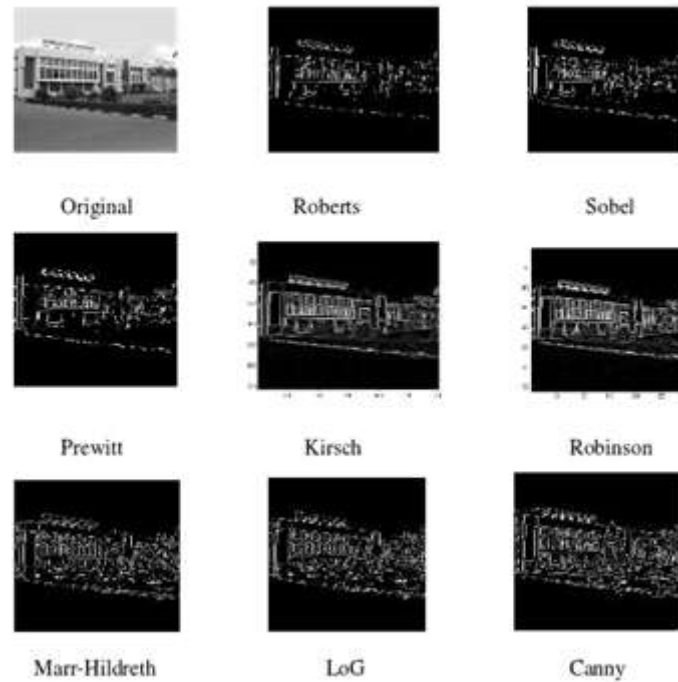 Original
Roberts
Sobel
Prewitt
Kirsch
Robinson
Marr-Hildreth
LoG
Canny